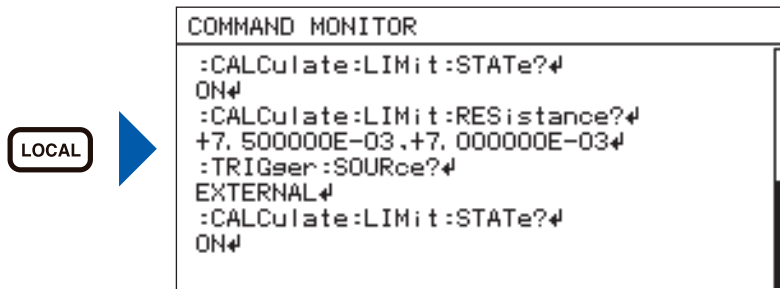 COMMAND MONITOR
LOCAL
:CALCulate:LIMit:STATe?↲
ON↲
:CALCulate:LIMit:RESistance?↲
+7.500000E-03,+7.000000E-03↲
:TRIGger:SOURce?↲
EXTERNAL↲
:CALCulate:LIMit:STATe?↲
ON↲